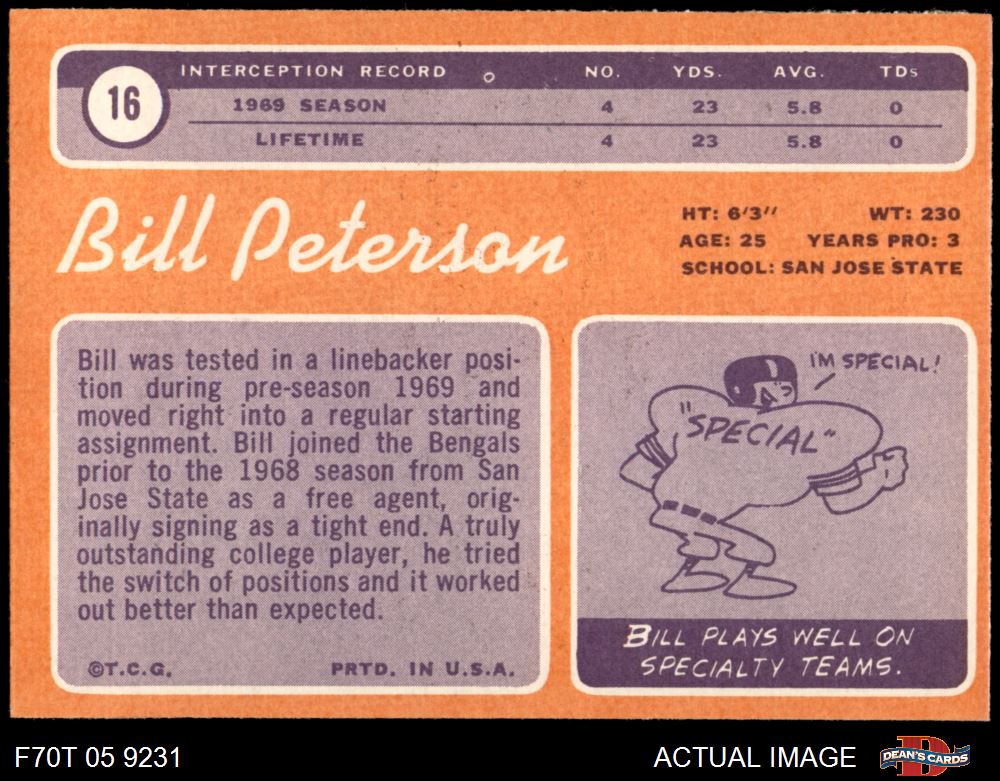 16
INTERCEPTION RECORD NO. YDS. AVG. TDs
1969 SEASON 4 23 5.8 0
LIFETIME 4 23 5.8 0
Bill Peterson
HT: 6'3" WT: 230
AGE: 25 YEARS PRO: 3
SCHOOL: SAN JOSE STATE
Bill was tested in a linebacker posi-
tion during pre-season 1969 and
moved right into a regular starting
assignment. Bill joined the Bengals
prior to the 1968 season from San
Jose State as a free agent, orig-
inally signing as a tight end. A truly
outstanding college player, he tried
the switch of positions and it worked
out better than expected.
©T.C.G. PRTD. IN U.S.A.
I'M SPECIAL!
"SPECIAL"
BILL PLAYS WELL ON
SPECIALTY TEAMS.
F70T 05 9231
ACTUAL IMAGE
D
DEAN'S CARDS